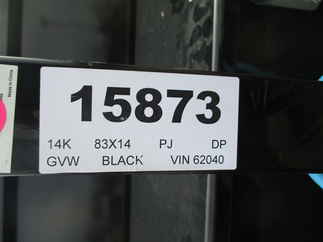 15873
14K 83X14 PJ DP
GVW BLACK VIN 62040